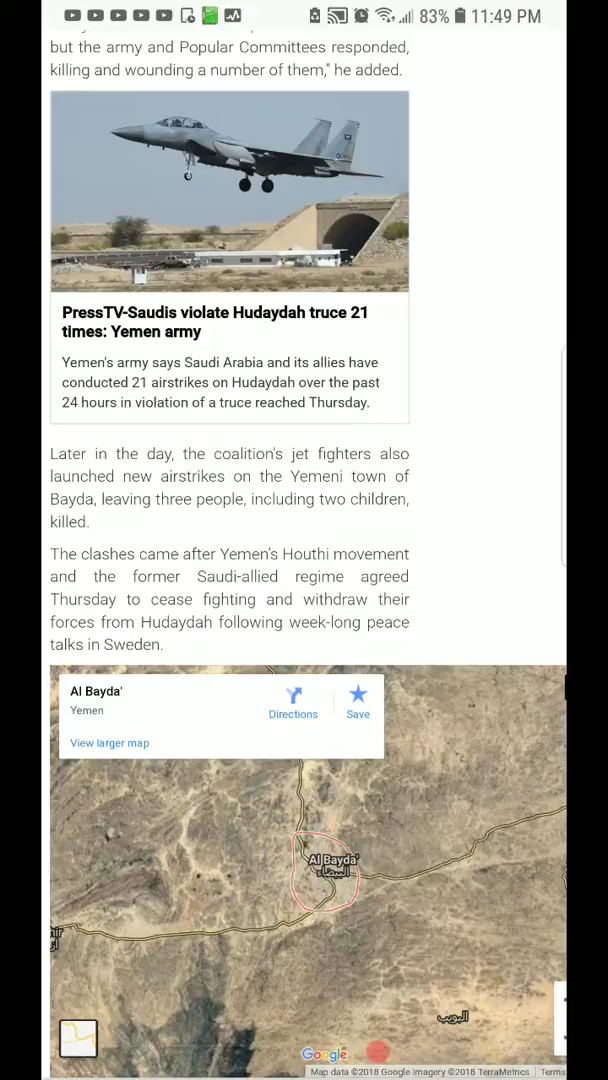 83% 11:49 PM
but the army and Popular Committees responded,
killing and wounding a number of them," he added.
PressTV-Saudis violate Hudaydah truce 21
times: Yemen army
Yemen's army says Saudi Arabia and its allies have
conducted 21 airstrikes on Hudaydah over the past
24 hours in violation of a truce reached Thursday.
Later in the day, the coalition's jet fighters also
launched new airstrikes on the Yemeni town of
Bayda, leaving three people, including two children,
killed.
The clashes came after Yemen's Houthi movement
and the former Saudi-allied regime agreed
Thursday to cease fighting and withdraw their
forces from Hudaydah following week-long peace
talks in Sweden.
Al Bayda'
Yemen
Directions
Save
View larger map
Al Bayda'
البيضاء
Google
Map data ©2018 Google Imagery ©2018 TerraMetrics
Terms